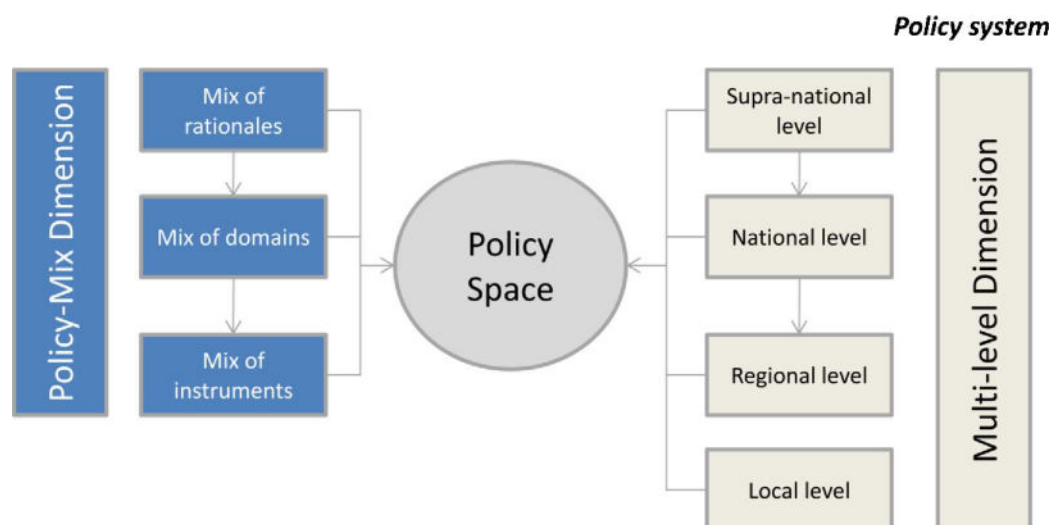 Policy system
Policy-Mix Dimension
Mix of
rationales
Mix of domains
Mix of
instruments
Policy
Space
Supra-national
level
National level
Regional level
Local level
Multi-level Dimension